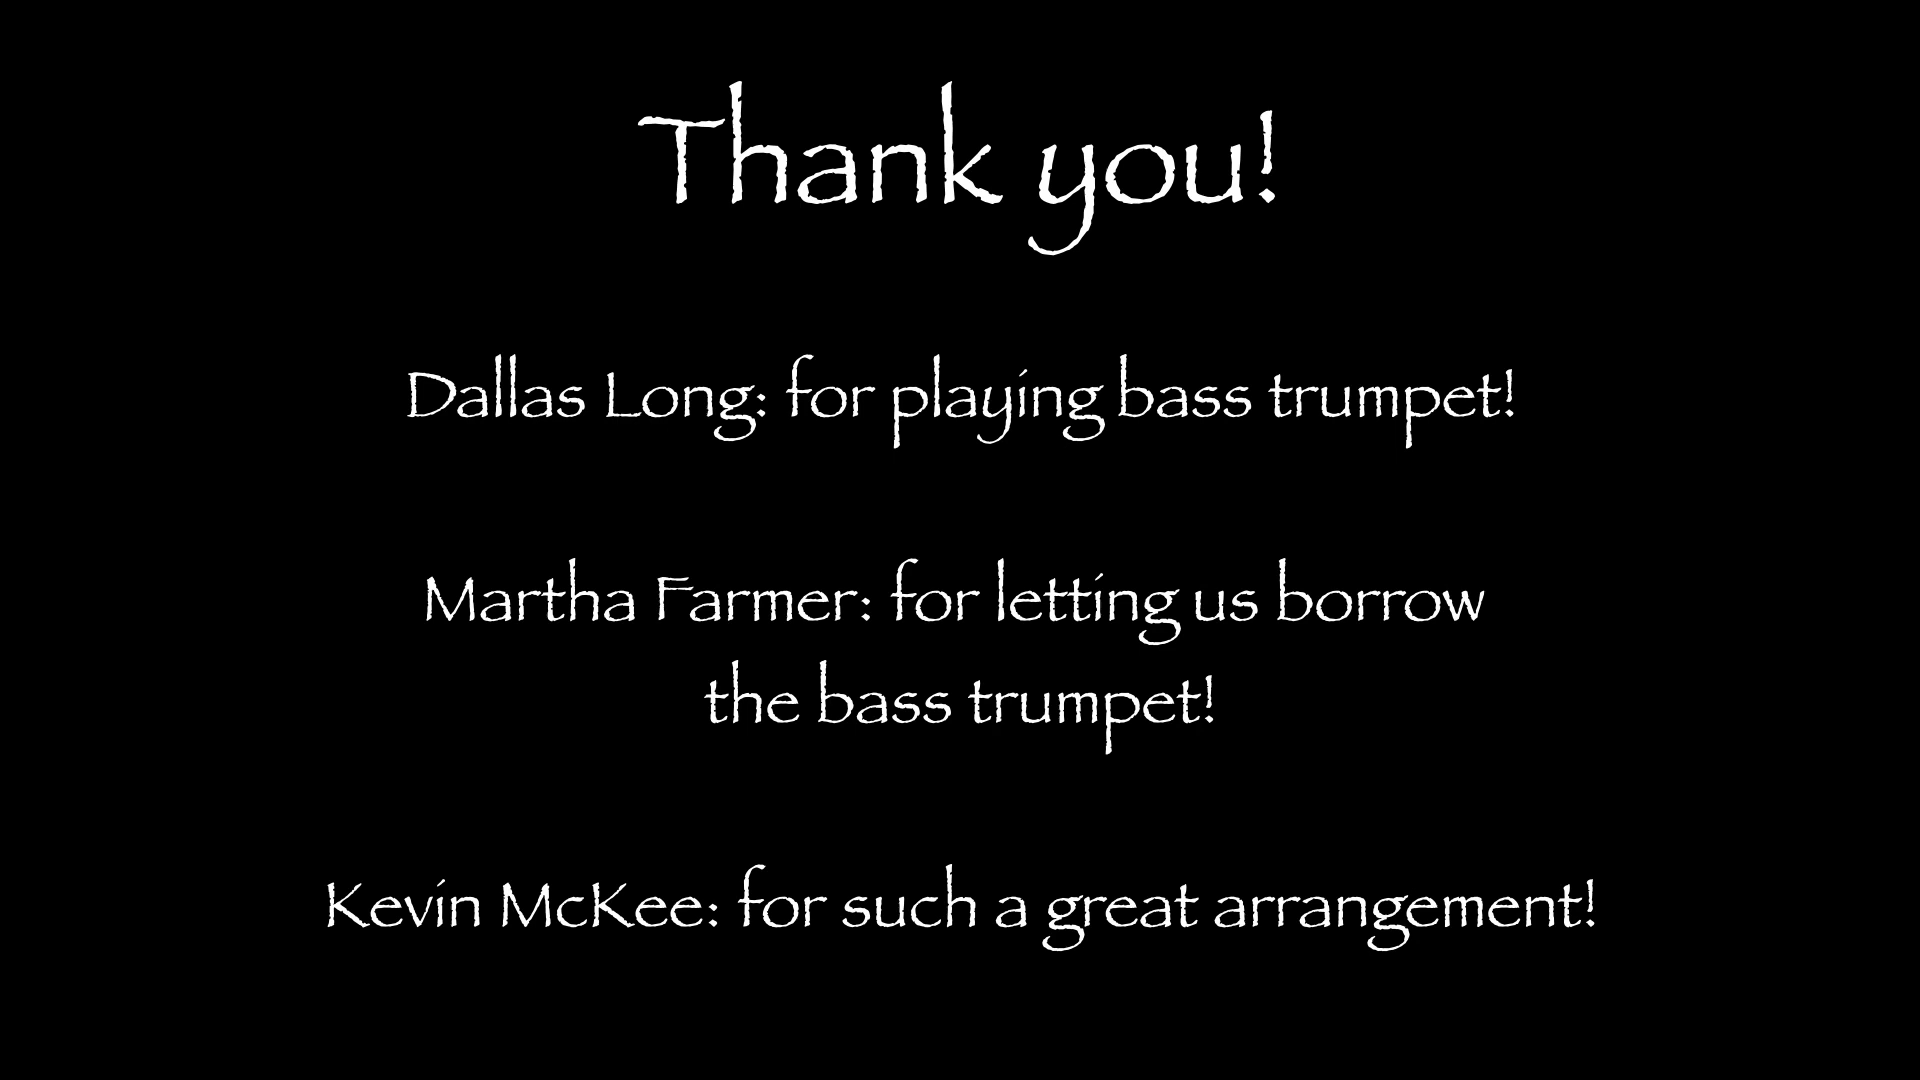 Thank you!
Dallas Long: for playing bass trumpet!
Martha Farmer: for letting us borrow
the bass trumpet!
Kevin McKee: for such a great arrangement!